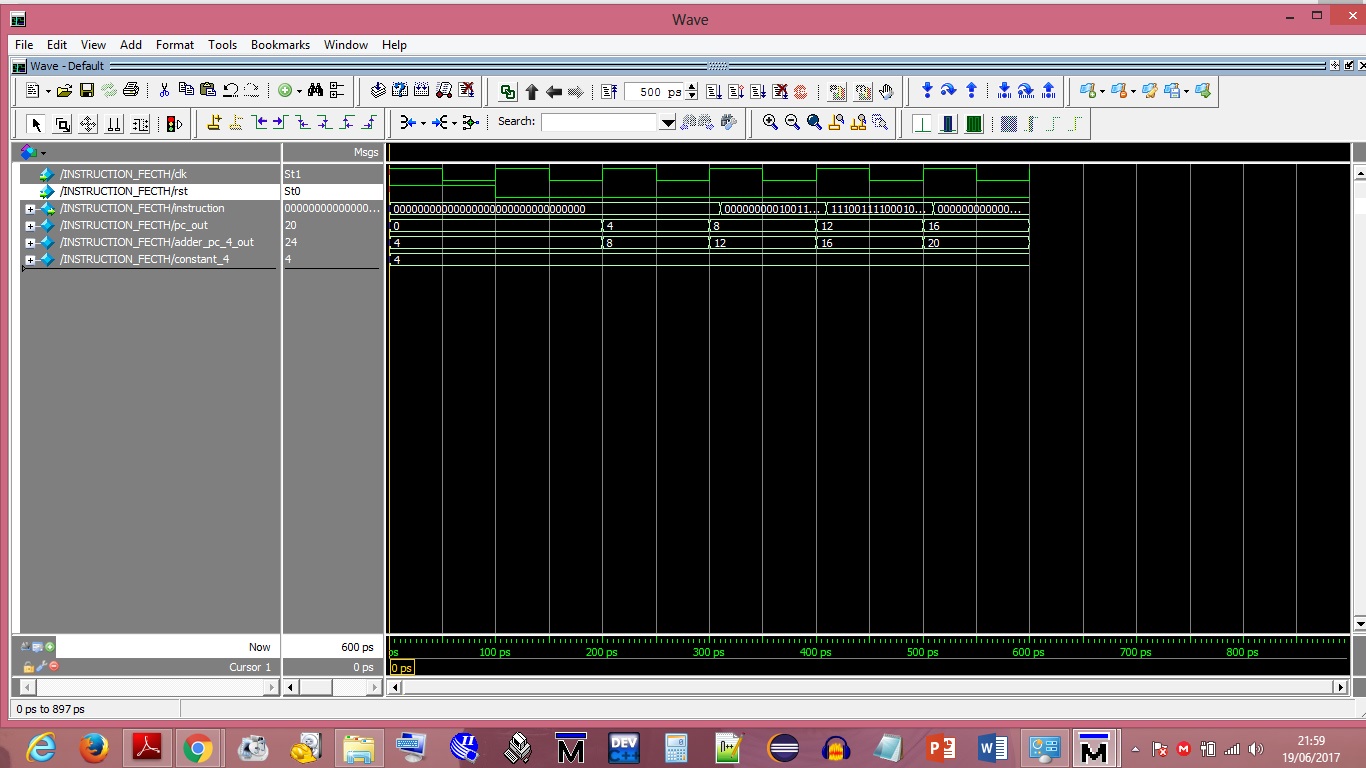 Wave
File Edit View Add Format Tools Bookmarks Window Help
Wave - Default
500 ps
Search:
Msgs
/INSTRUCTION_FECTH/clk St1
/INSTRUCTION_FECTH/rst St0
/INSTRUCTION_FECTH/instruction 00000000000000... 00000000000000000000000000000000 00000000010011... 11100111100010... 000000000000...
/INSTRUCTION_FECTH/pc_out 20 0 4 8 12 16
/INSTRUCTION_FECTH/adder_pc_4_out 24 4 8 12 16 20
/INSTRUCTION_FECTH/constant_4 4 4
Now 600 ps
ps 100 ps 200 ps 300 ps 400 ps 500 ps 600 ps 700 ps 800 ps
Cursor 1 0 ps 0 ps
0 ps to 897 ps
DEV
C++
21:59
19/06/2017